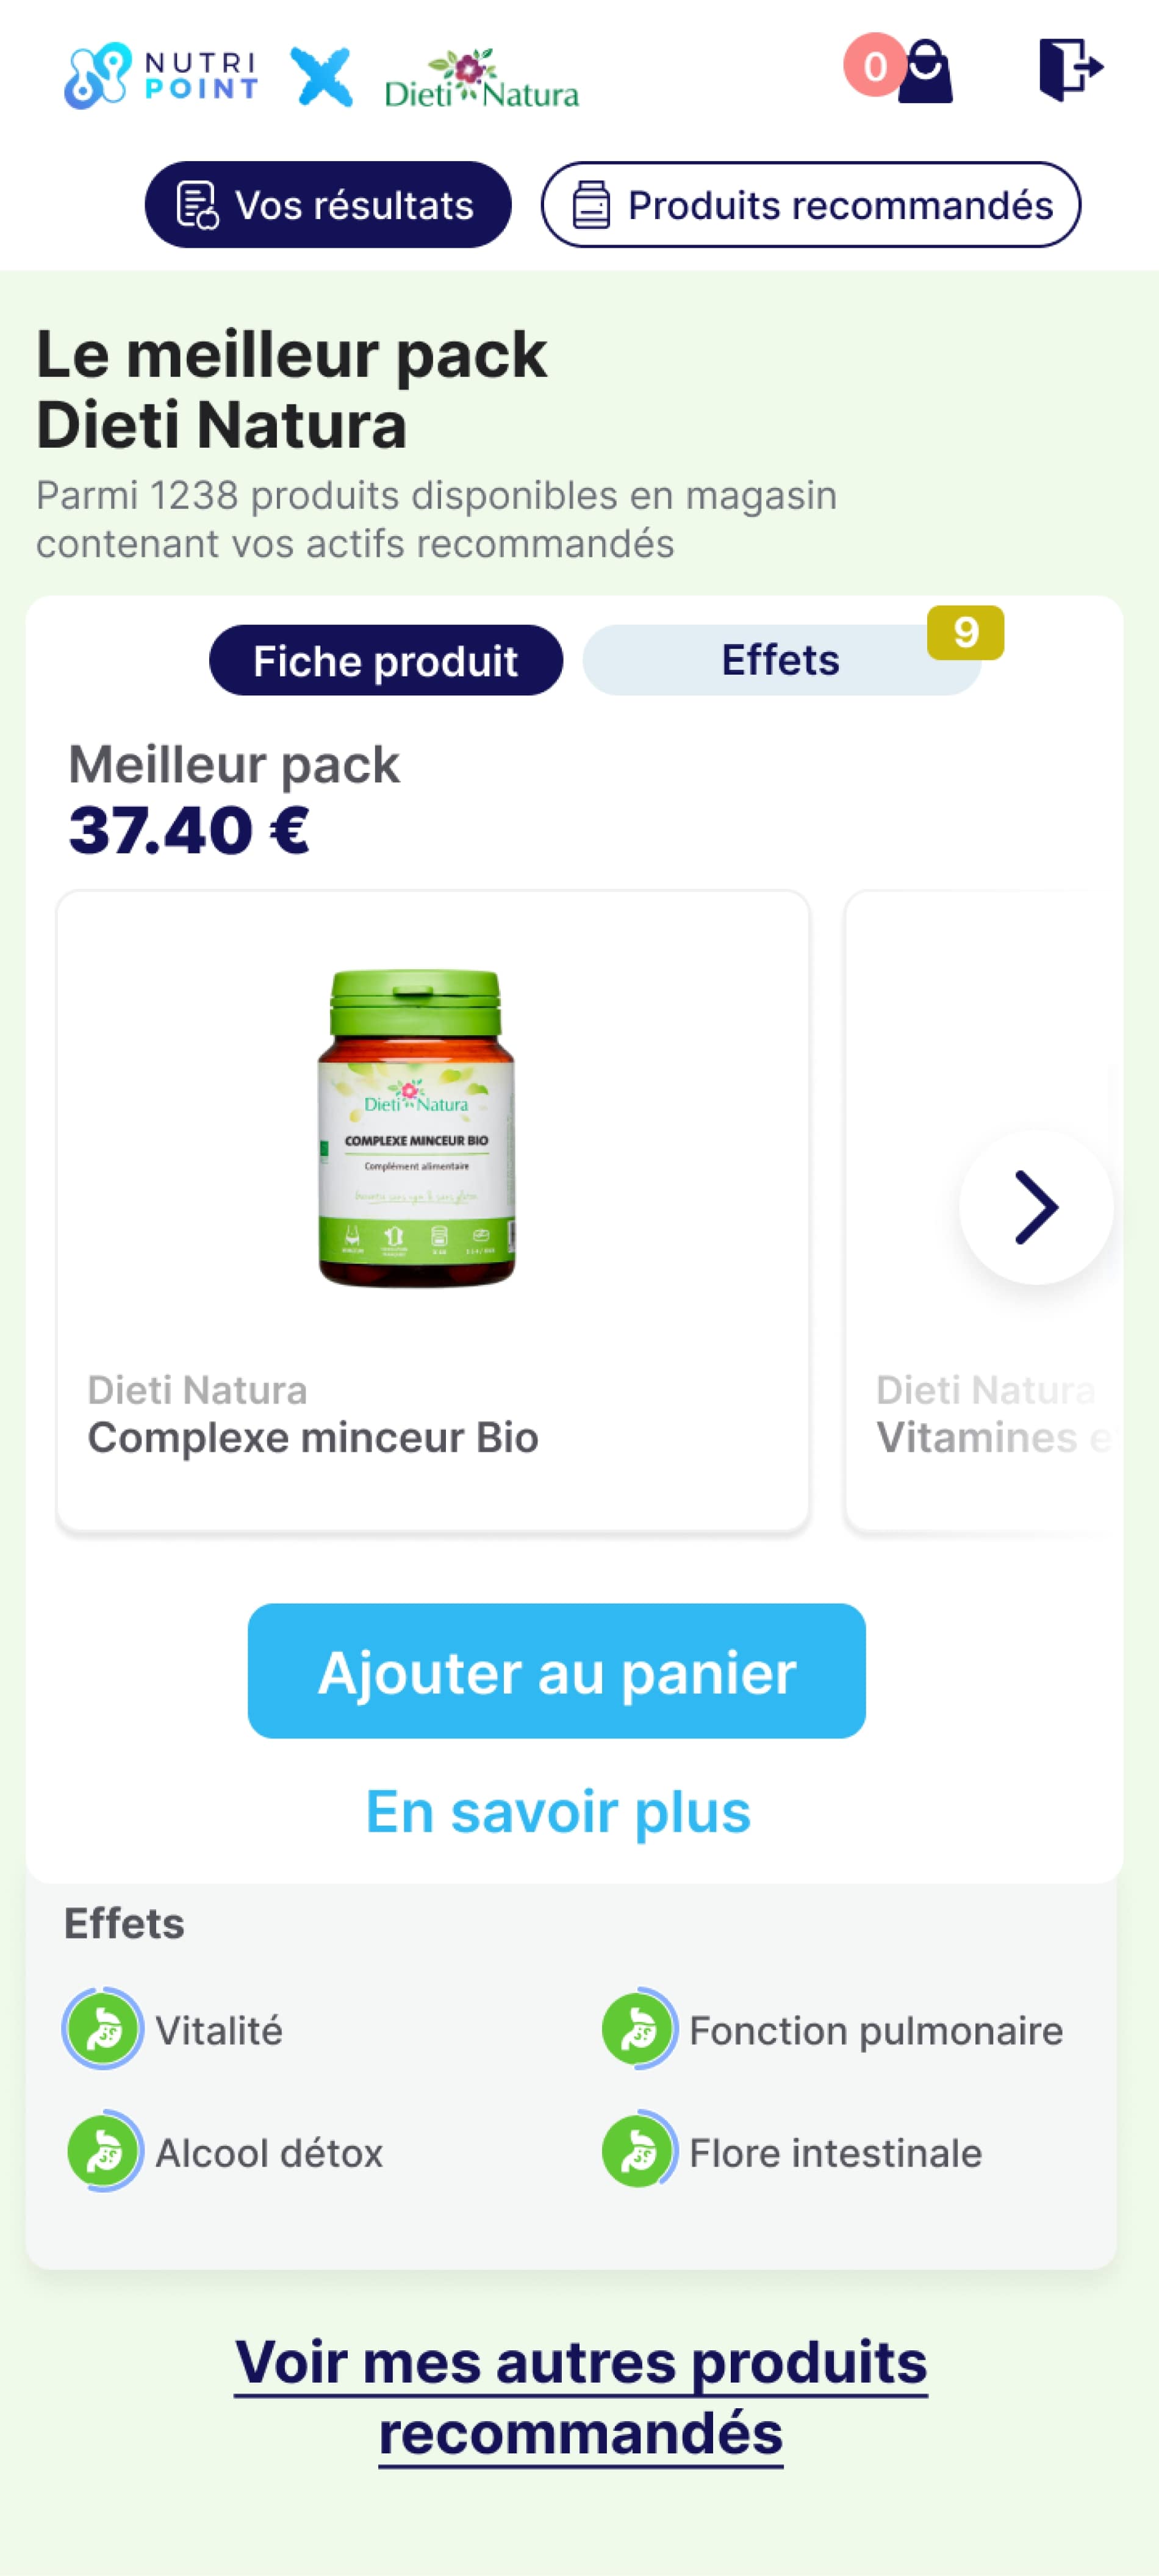 NUTRI
POINT
Dieti Natura
0
Vos résultats
Produits recommandés
Le meilleur pack
Dieti Natura
Parmi 1238 produits disponibles en magasin
contenant vos actifs recommandés
Fiche produit
Effets
9
Meilleur pack
37.40 €
Dieti Natura
COMPLEXE MINCEUR BIO
Complément alimentaire
Dieti Natura
Complexe minceur Bio
Dieti Natura
Vitamines e
Ajouter au panier
En savoir plus
Effets
Vitalité
Fonction pulmonaire
Alcool détox
Flore intestinale
Voir mes autres produits
recommandés